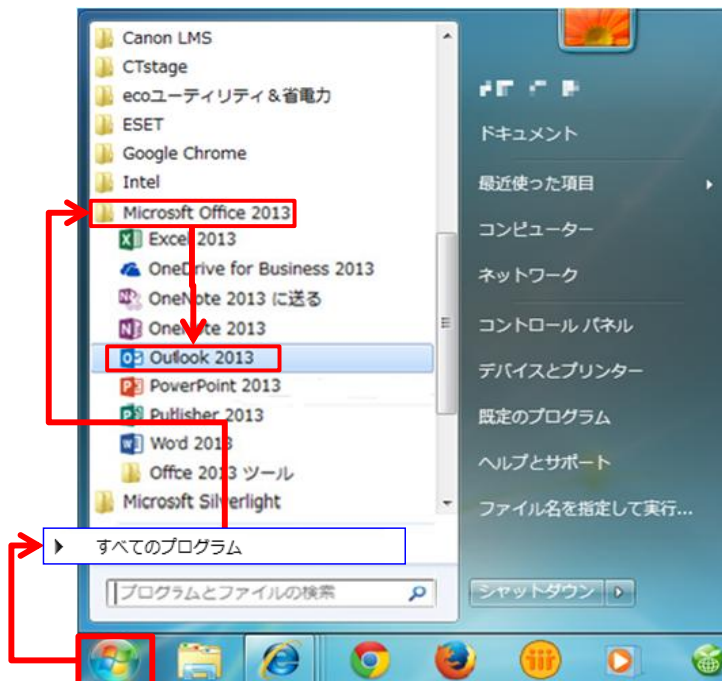 Canon LMS
CTstage
ecoユーティリティ&省電力
ESET
Google Chrome
Intel
Microsoft Office 2013
Excel 2013
OneDrive for Business 2013
OneNote 2013 に送る
OneNote 2013
Outlook 2013
PowerPoint 2013
Publisher 2013
Word 2013
Office 2013 ツール
Microsoft Silverlight
すべてのプログラム
プログラムとファイルの検索
ドキュメント
最近使った項目
コンピューター
ネットワーク
コントロール パネル
デバイスとプリンター
既定のプログラム
ヘルプとサポート
ファイル名を指定して実行...
シャットダウン